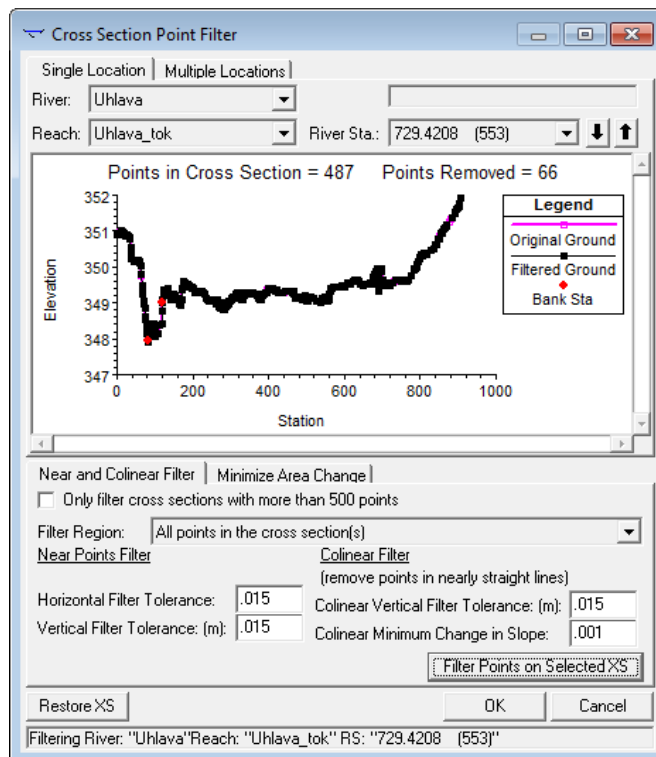 Cross Section Point Filter
Single Location Multiple Locations
River: Uhlava
Reach: Uhlava_tok River Sta.: 729.4208 (553)
Points in Cross Section = 487 Points Removed = 66
352
351
350
349
348
347
Elevation
0 200 400 600 800 1000
Station
Legend
Original Ground
Filtered Ground
Bank Sta
Near and Colinear Filter Minimize Area Change
Only filter cross sections with more than 500 points
Filter Region: All points in the cross section(s)
Near Points Filter Colinear Filter
(remove points in nearly straight lines)
Horizontal Filter Tolerance: .015 Colinear Vertical Filter Tolerance: (m): .015
Vertical Filter Tolerance: (m): .015 Colinear Minimum Change in Slope: .001
Filter Points on Selected XS
Restore XS OK Cancel
Filtering River: "Uhlava"Reach: "Uhlava_tok" RS: "729.4208 (553)"